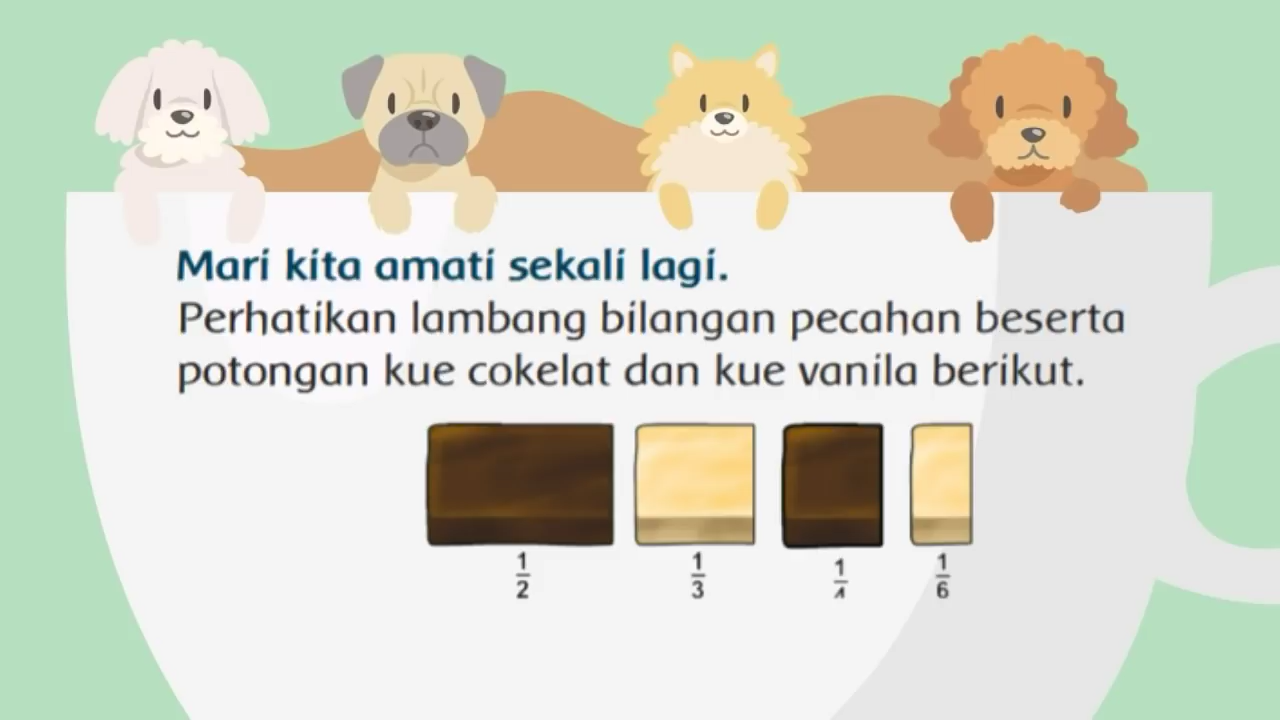 Mari kita amati sekali lagi.
Perhatikan lambang bilangan pecahan beserta
potongan kue cokelat dan kue vanila berikut.
1/2 1/3 1/4 1/6